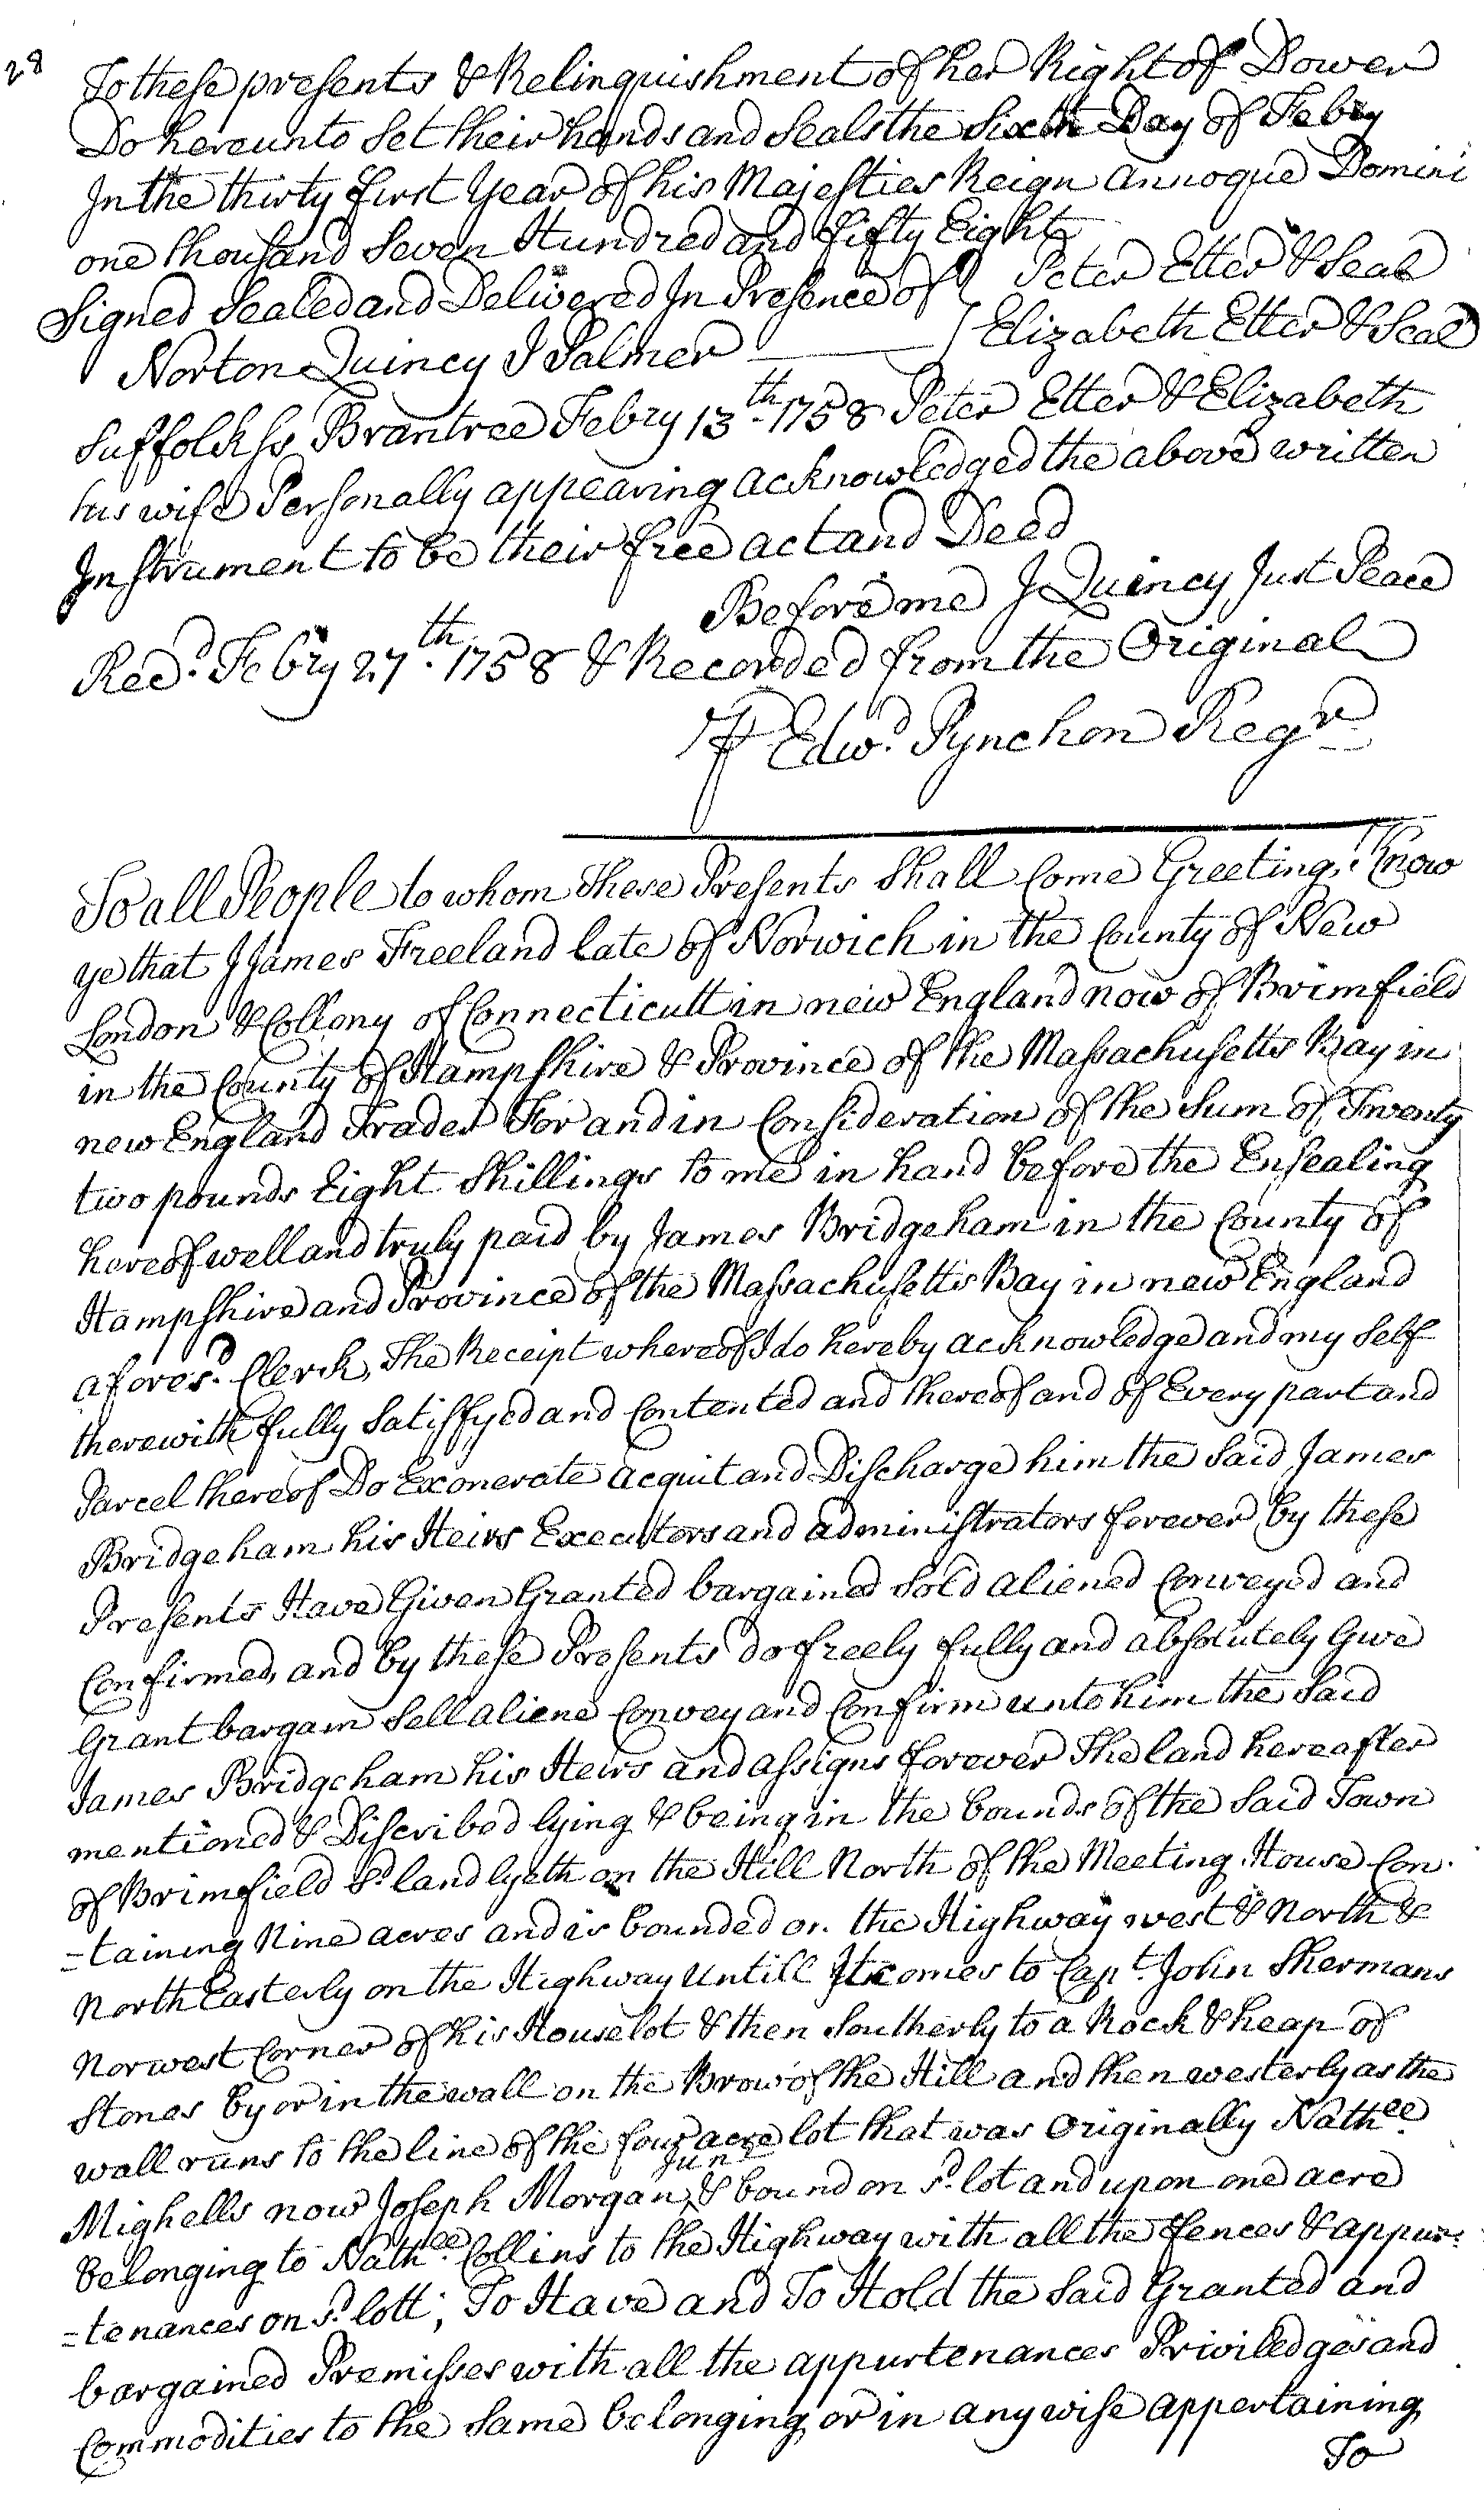 28
To these presents & Relinquishment of her Right of Dower
Do hereunto Set their hands and Seals the Sixth Day of Febry
In the thirty first Year of his Majesties Reign Annoque Domini
one thousand Seven Hundred and fifty Eight
Signed Sealed and Delivered In Presence of } Peter Etter & Seal
Norton Quincy J Palmer } Elizabeth Etter & Seal
Suffolk Ss Brantree Febry 13th. 1758 Peter Etter & Elizabeth
his wife Personally appearing acknowledged the above written
Instrument to be their free act and Deed
Before me J Quincy Just Peace
Recd. Febry 27th. 1758 & Recorded from the Original
P Edwd. Pynchon Regr
To all People to whom These Presents Shall Come Greeting, Know
ye that I James Freeland late of Norwich in the County of New
London & Collony of Connecticutt in new England now of Brimfield
in the County of Hampshire & Province of the Massachusetts Bay in
new England Trader For and in Consideration of the Sum of Twenty
two pounds Eight Shillings to me in hand before the Ensealing
hereof well and truly paid by James Bridgeham in the County of
Hampshire and Province of the Massachusetts Bay in new England
afores.d Clerk, The Receipt whereof I do hereby acknowledge and my Self
therewith fully Satisfyed and Contented and thereof and of Every part and
Parcel thereof Do Exonerate acquit and Discharge him the Said James
Bridgeham his Heirs Executors and administrators forever by these
Presents Have Given Granted bargained Sold aliened Conveyed and
Confirmed, and by these Presents do freely fully and absolutely Give
Grant bargain Sell aliene Convey and Confirm unto him the Said
James Bridgeham his Heirs and assigns forever The land hereafter
mentioned & Discribed lying & being in the bounds of the Said Town
of Brimfield Sd. land lyeth on the Hill North of the Meeting House Con-
=taining Nine acres and is bounded on the Highway west & North &
North Easterly on the Highway Untill It comes to Capt. John Shermans
Norwest Corner of his House lot & then Southerly to a Rock & heap of
Stones by or in the wall on the Brow of the Hill and then westerly as the
wall runs to the line of the four acre lot that was Originally Nathll.
Mighells now Joseph Morgan Junr & bound on Sd. lot and upon one acre
Belonging to Nathll. Collins to the Highway with all the fences & appur=
=tenances on Sd. lott; To Have and To Hold the Said Granted and
bargained Premisses with all the appurtenances Priviledges and
Commodities to the Same belonging or in any wise appertaining
To